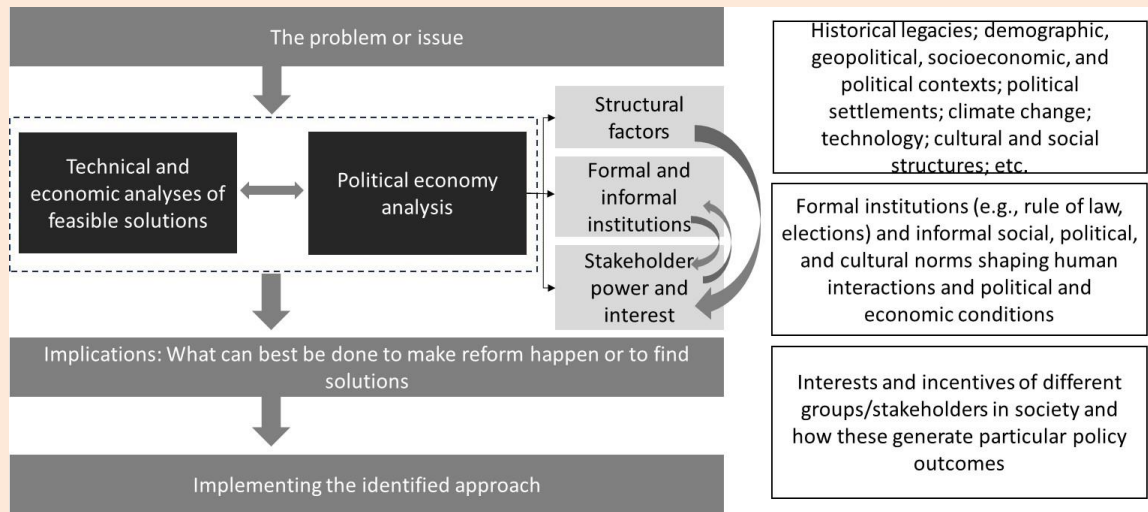 The problem or issue
Technical and
economic analyses of
feasible solutions
Political economy
analysis
Structural
factors
Formal and
informal
institutions
Stakeholder
power and
interest
Implications: What can best be done to make reform happen or to find
solutions
Implementing the identified approach
Historical legacies; demographic,
geopolitical, socioeconomic, and
political contexts; political
settlements; climate change;
technology; cultural and social
structures; etc.
Formal institutions (e.g., rule of law,
elections) and informal social, political,
and cultural norms shaping human
interactions and political and
economic conditions
Interests and incentives of different
groups/stakeholders in society and
how these generate particular policy
outcomes